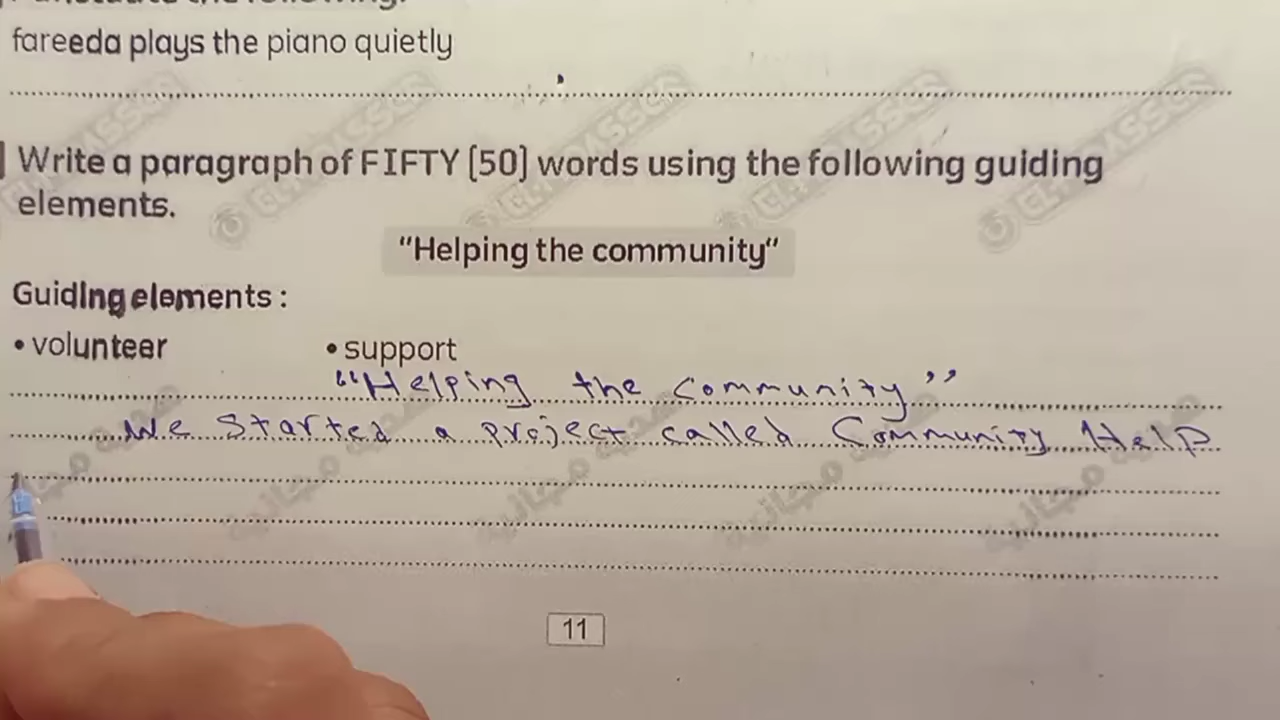 fareeda plays the piano quietly
Write a paragraph of FIFTY [50] words using the following guiding
elements.
"Helping the community"
Guiding elements :
• volunteer • support
"Helping the community"
We started a project called Community Help
11